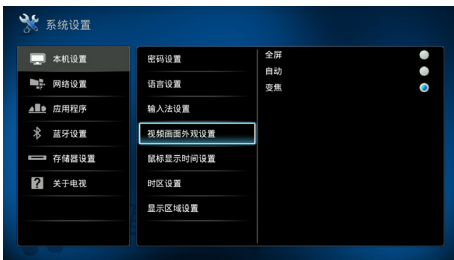 系统设置
本机设置
网络设置
应用程序
蓝牙设置
存储器设置
关于电视
密码设置
语言设置
输入法设置
视频画面外观设置
鼠标显示时间设置
时区设置
显示区域设置
全屏
自动
变焦